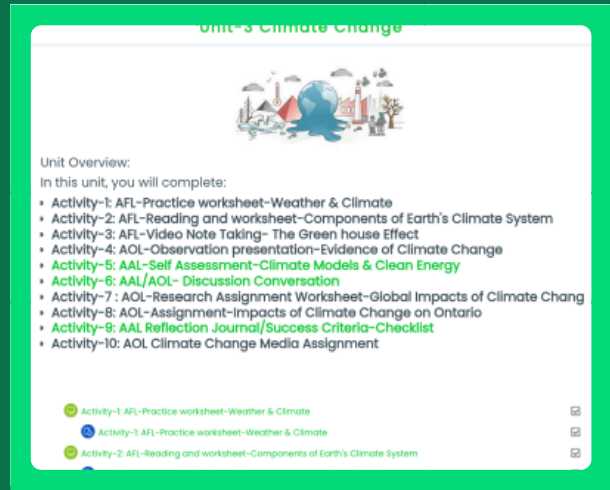 Unit-3 Climate Change
Unit Overview:
In this unit, you will complete:
Activity-1: AFL-Practice worksheet-Weather & Climate
Activity-2: AFL-Reading and worksheet-Components of Earth's Climate System
Activity-3: AFL-Video Note Taking- The Green house Effect
Activity-4: AOL-Observation presentation-Evidence of Climate Change
Activity-5: AAL-Self Assessment-Climate Models & Clean Energy
Activity-6: AAL/AOL- Discussion Conversation
Activity-7 : AOL-Research Assignment Worksheet-Global Impacts of Climate Chang
Activity-8: AOL-Assignment-Impacts of Climate Change on Ontario
Activity-9: AAL Reflection Journal/Success Criteria-Checklist
Activity-10: AOL Climate Change Media Assignment
Activity-1: AFL-Practice worksheet-Weather & Climate
Activity-1: AFL-Practice worksheet-Weather & Climate
Activity-2: AFL-Reading and worksheet-Components of Earth's Climate System